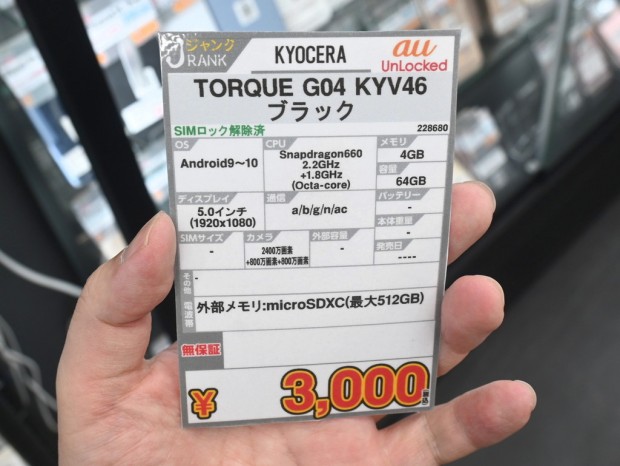 J ジャンク
RANK
KYOCERA
au
UnLocked
TORQUE G04 KYV46
ブラック
SIMロック解除済
228680
OS
Android9～10
CPU
Snapdragon660
2.2GHz
+1.8GHz
(Octa-core)
メモリ
4GB
容量
64GB
ディスプレイ
5.0インチ
(1920x1080)
通信
a/b/g/n/ac
バッテリー
-
本体重量
-
SIMサイズ
-
カメラ
2400万画素
+800万画素+800万画素
外部容量
-
発売日
----
その他
-
電波帯
外部メモリ:microSDXC(最大512GB)
無保証
¥ 3,000 税込